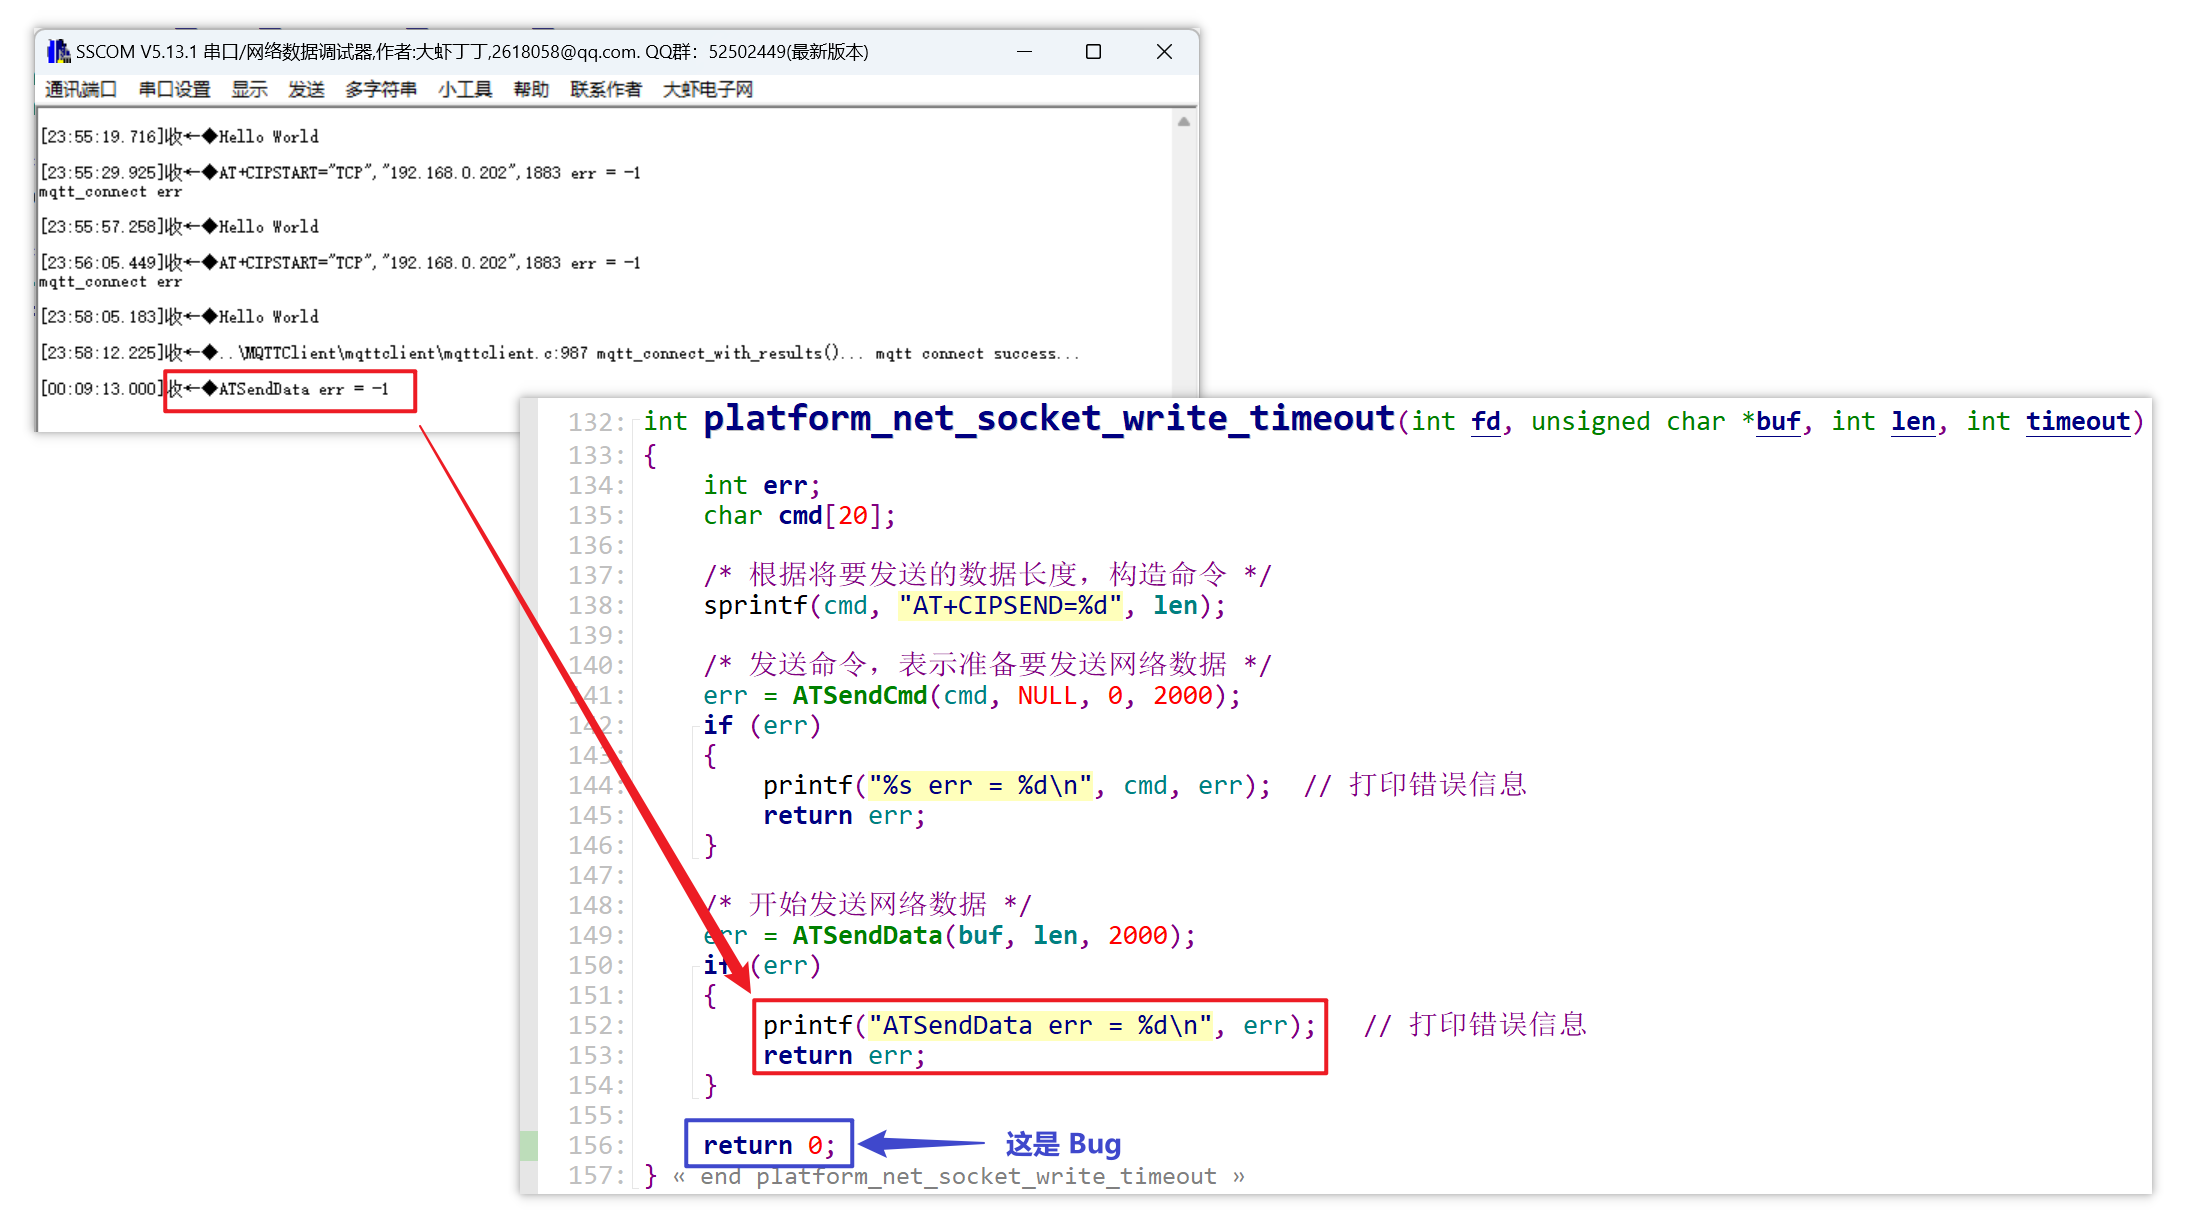 SSCOM V5.13.1 串口/网络数据调试器,作者:大虾丁丁,2618058@qq.com. QQ群：52502449(最新版本)
通讯端口 串口设置 显示 发送 多字符串 小工具 帮助 联系作者 大虾电子网
[23:55:19.716]收←◆Hello World
[23:55:29.925]收←◆AT+CIPSTART="TCP","192.168.0.202",1883 err = -1
mqtt_connect err
[23:55:57.258]收←◆Hello World
[23:56:05.449]收←◆AT+CIPSTART="TCP","192.168.0.202",1883 err = -1
mqtt_connect err
[23:58:05.183]收←◆Hello World
[23:58:12.225]收←◆..\MQTTClient\mqttclient\mqttclient.c:987 mqtt_connect_with_results()... mqtt connect success...
[00:09:13.000]收←◆ATSendData err = -1
132: int platform_net_socket_write_timeout(int fd, unsigned char *buf, int len, int timeout)
133: {
134: int err;
135: char cmd[20];
136:
137: /* 根据将要发送的数据长度，构造命令 */
138: sprintf(cmd, "AT+CIPSEND=%d", len);
139:
140: /* 发送命令，表示准备要发送网络数据 */
141: err = ATSendCmd(cmd, NULL, 0, 2000);
142: if (err)
143: {
144: printf("%s err = %d\n", cmd, err); // 打印错误信息
145: return err;
146: }
147:
148: /* 开始发送网络数据 */
149: err = ATSendData(buf, len, 2000);
150: if (err)
151: {
152: printf("ATSendData err = %d\n", err); // 打印错误信息
153: return err;
154: }
155:
156: return 0; 这是 Bug
157: } « end platform_net_socket_write_timeout »